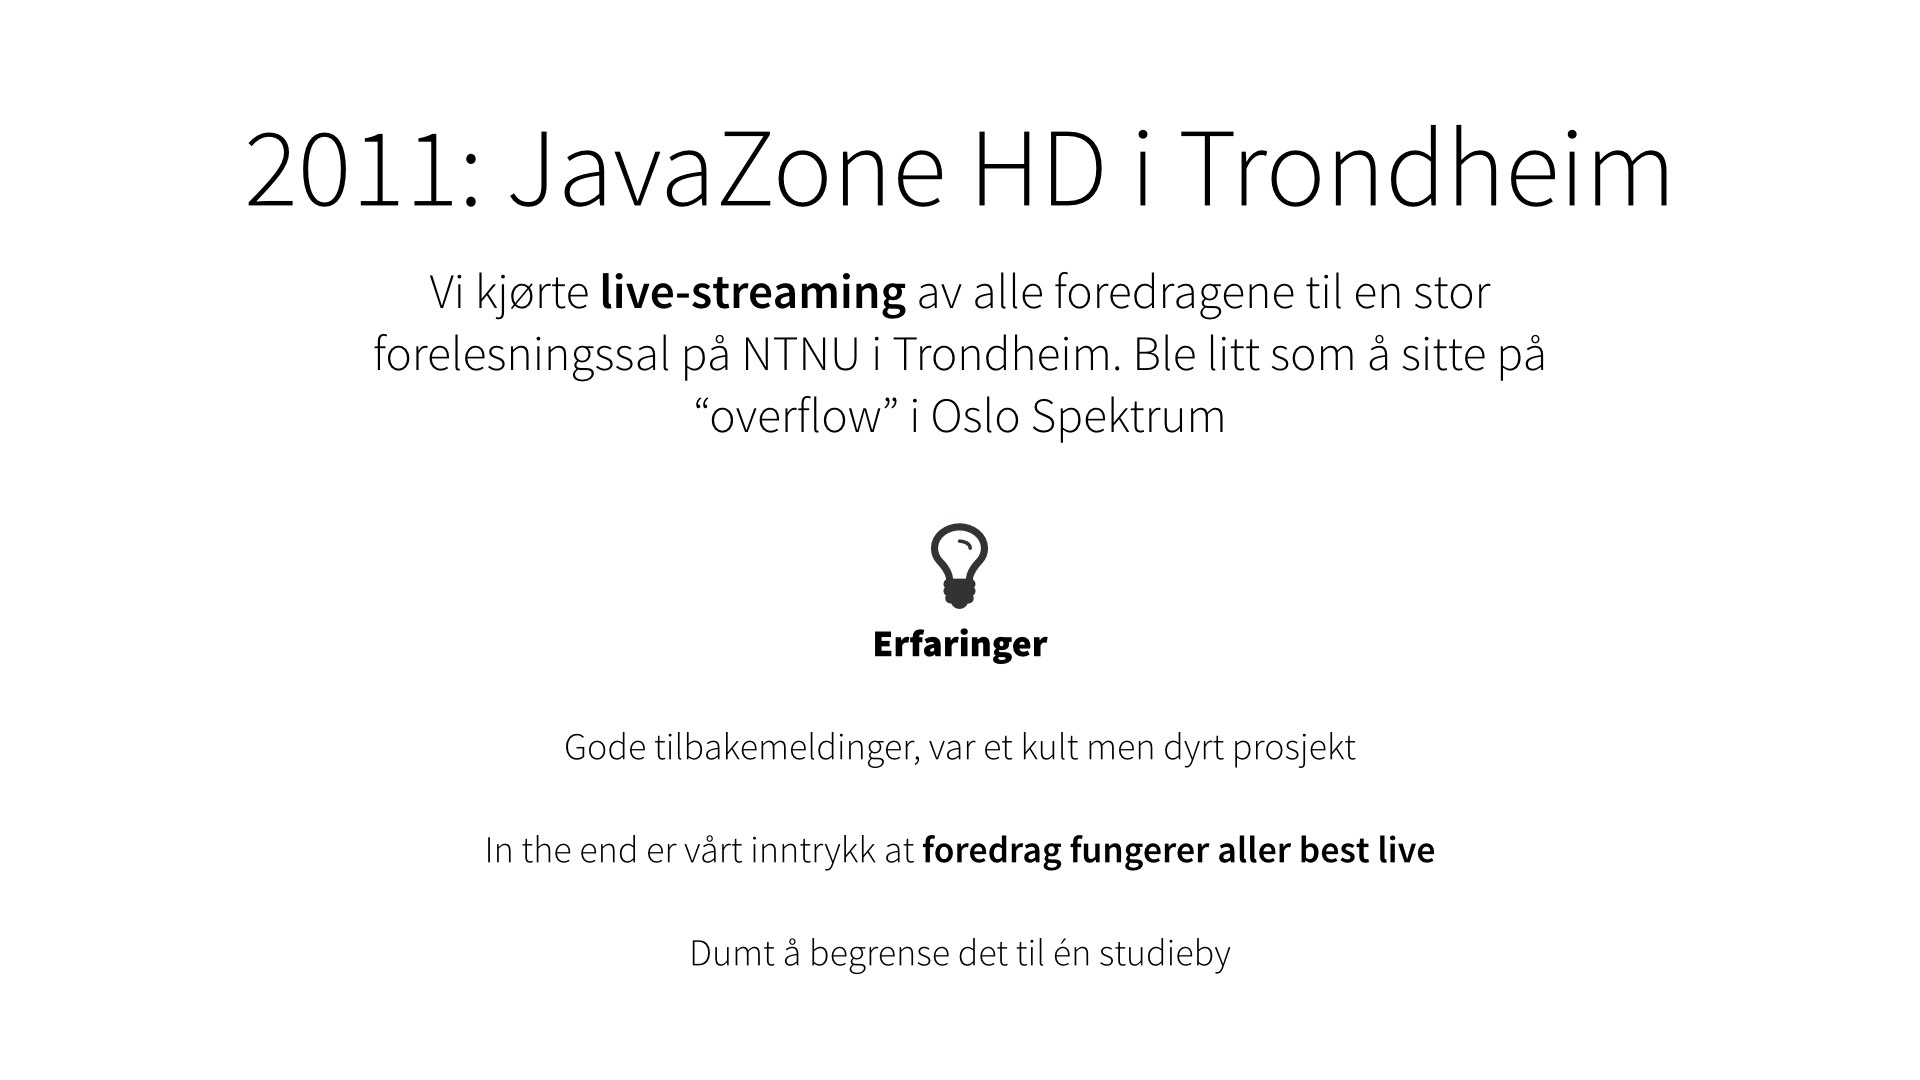 2011: JavaZone HD i Trondheim
Vi kjørte live-streaming av alle foredragene til en stor
forelesningssal på NTNU i Trondheim. Ble litt som å sitte på
“overflow” i Oslo Spektrum
Erfaringer
Gode tilbakemeldinger, var et kult men dyrt prosjekt
In the end er vårt inntrykk at foredrag fungerer aller best live
Dumt å begrense det til én studieby